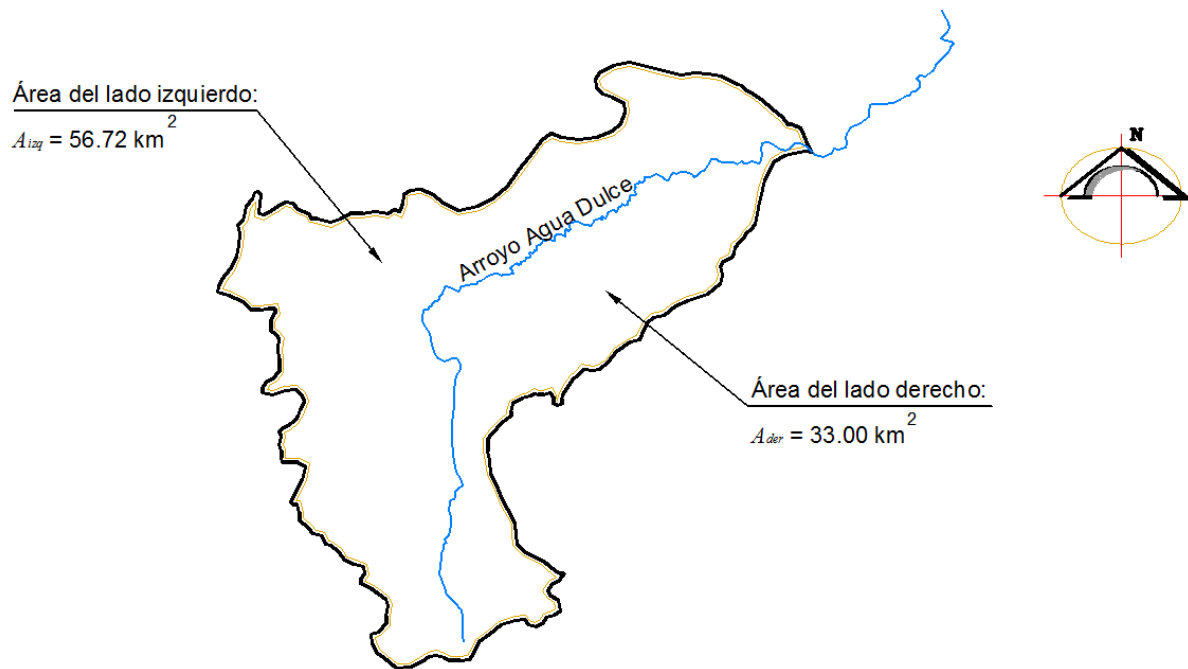 N
Área del lado izquierdo:
Aizq = 56.72 km²
Arroyo Agua Dulce
Área del lado derecho:
Ader = 33.00 km²